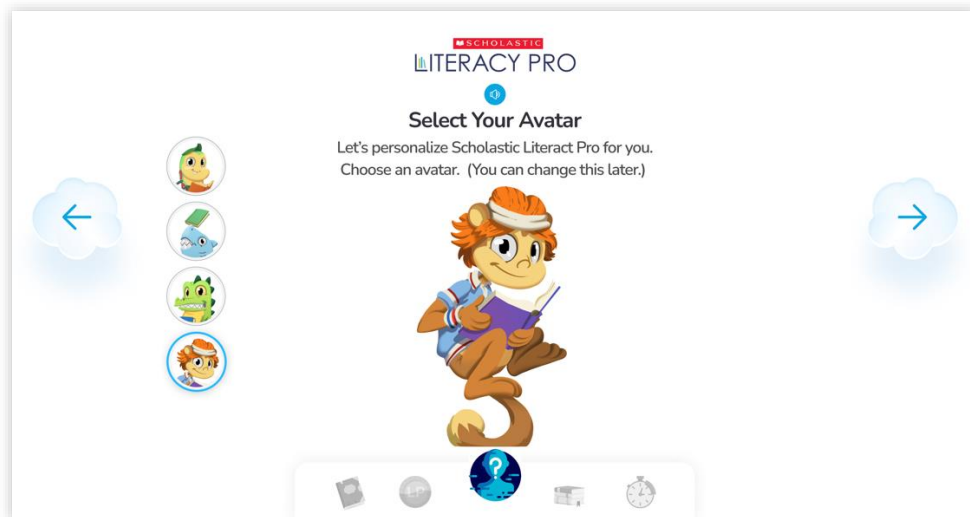 SCHOLASTIC
LITERACY PRO
Select Your Avatar
Let's personalize Scholastic Literact Pro for you.
Choose an avatar. (You can change this later.)
LP
?